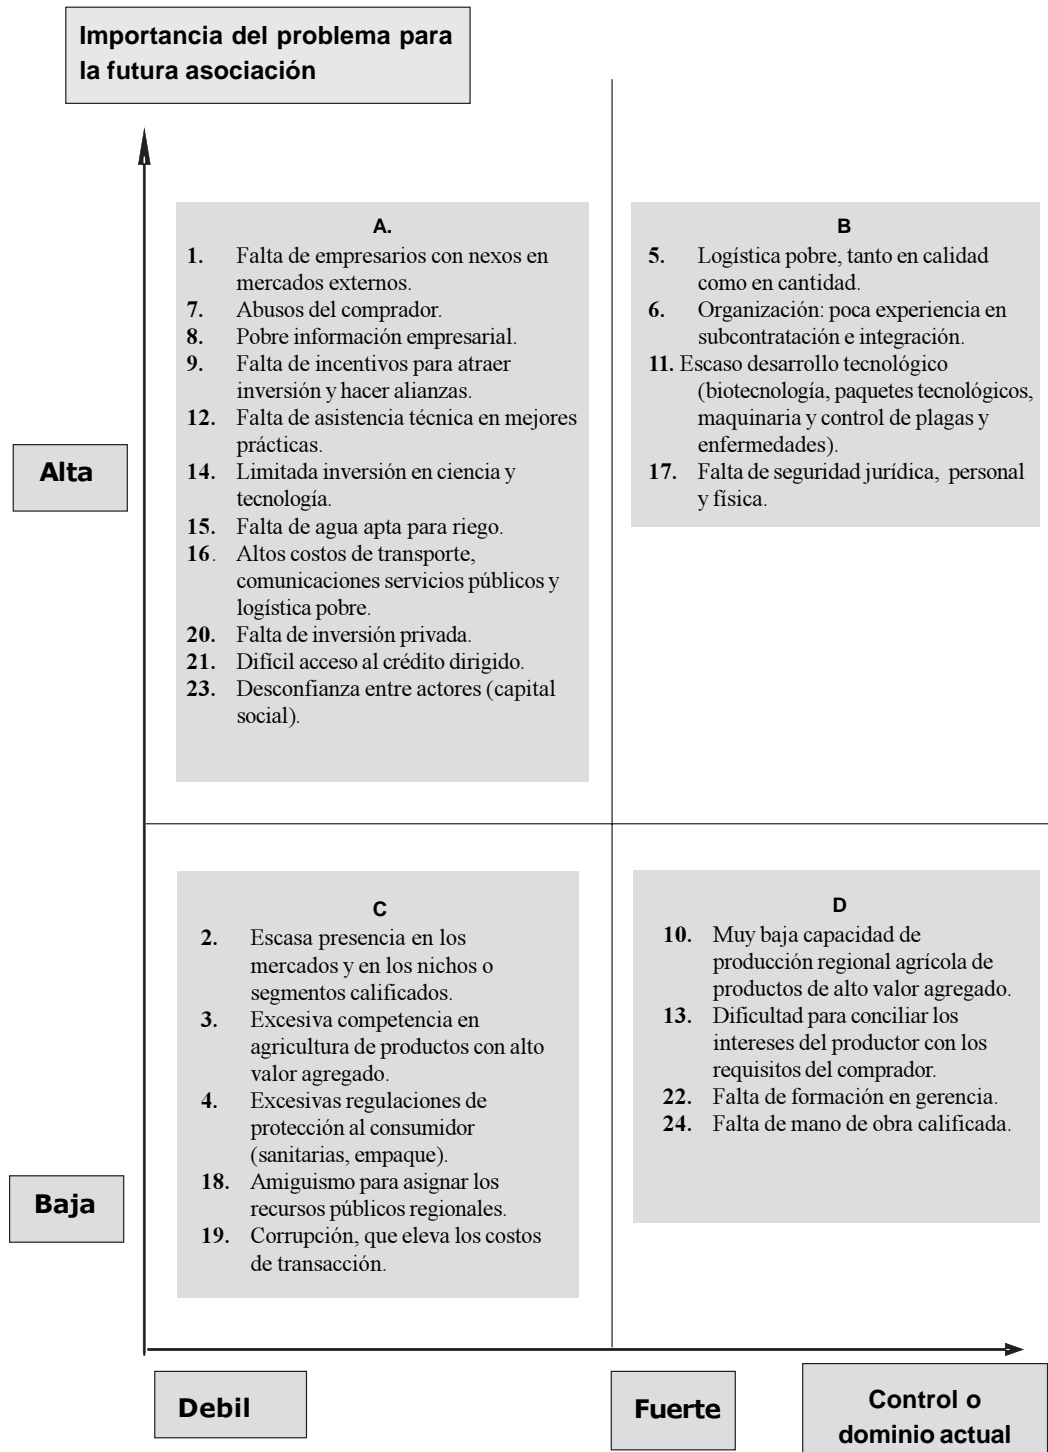 Importancia del problema para
la futura asociación
A.
1. Falta de empresarios con nexos en
mercados externos.
7. Abusos del comprador.
8. Pobre información empresarial.
9. Falta de incentivos para atraer
inversión y hacer alianzas.
12. Falta de asistencia técnica en mejores
prácticas.
14. Limitada inversión en ciencia y
tecnología.
15. Falta de agua apta para riego.
16. Altos costos de transporte,
comunicaciones servicios públicos y
logística pobre.
20. Falta de inversión privada.
21. Difícil acceso al crédito dirigido.
23. Desconfianza entre actores (capital
social).
B
5. Logística pobre, tanto en calidad
como en cantidad.
6. Organización: poca experiencia en
subcontratación e integración.
11. Escaso desarrollo tecnológico
(biotecnología, paquetes tecnológicos,
maquinaria y control de plagas y
enfermedades).
17. Falta de seguridad jurídica, personal
y física.
Alta
C
2. Escasa presencia en los
mercados y en los nichos o
segmentos calificados.
3. Excesiva competencia en
agricultura de productos con alto
valor agregado.
4. Excesivas regulaciones de
protección al consumidor
(sanitarias, empaque).
18. Amiguismo para asignar los
recursos públicos regionales.
19. Corrupción, que eleva los costos
de transacción.
D
10. Muy baja capacidad de
producción regional agrícola de
productos de alto valor agregado.
13. Dificultad para conciliar los
intereses del productor con los
requisitos del comprador.
22. Falta de formación en gerencia.
24. Falta de mano de obra calificada.
Baja
Debil
Fuerte
Control o
dominio actual